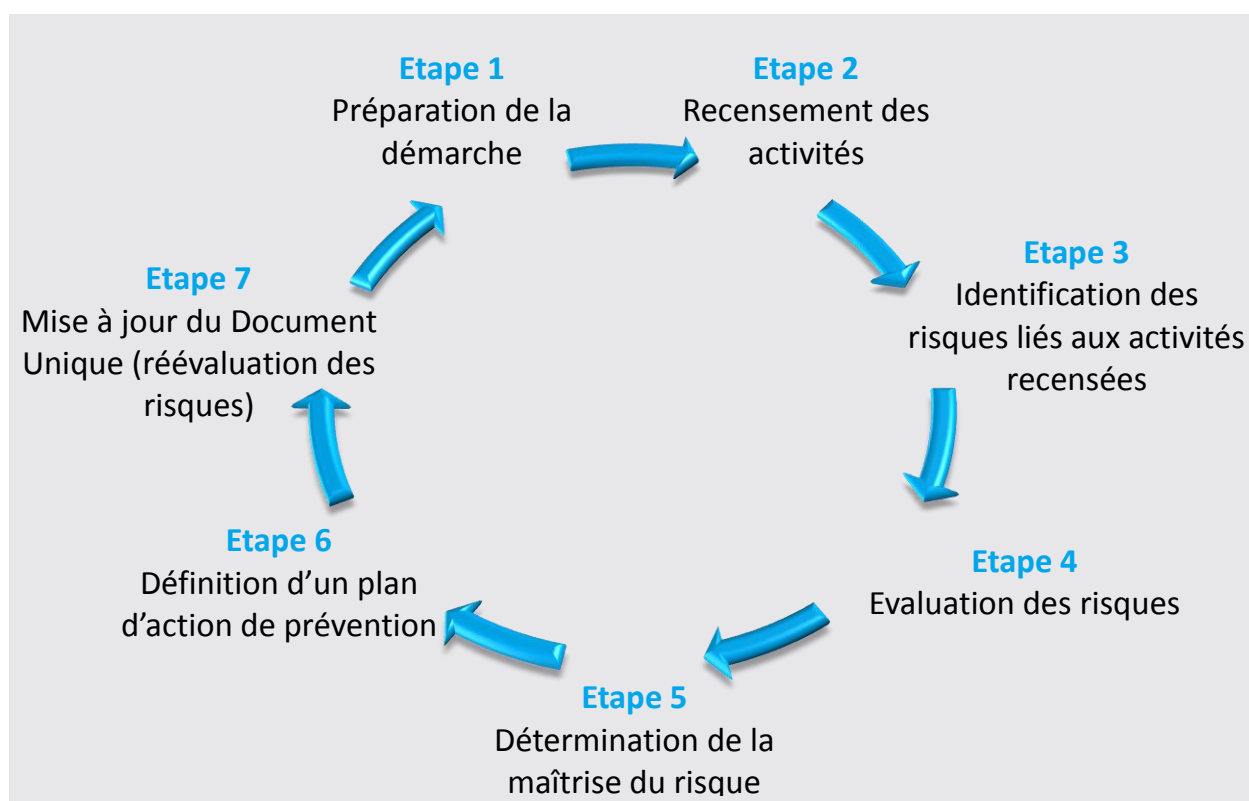 Etape 1
Préparation de la
démarche
Etape 2
Recensement des
activités
Etape 3
Identification des
risques liés aux activités
recensées
Etape 4
Evaluation des risques
Etape 5
Détermination de la
maîtrise du risque
Etape 6
Définition d’un plan
d’action de prévention
Etape 7
Mise à jour du Document
Unique (réévaluation des
risques)